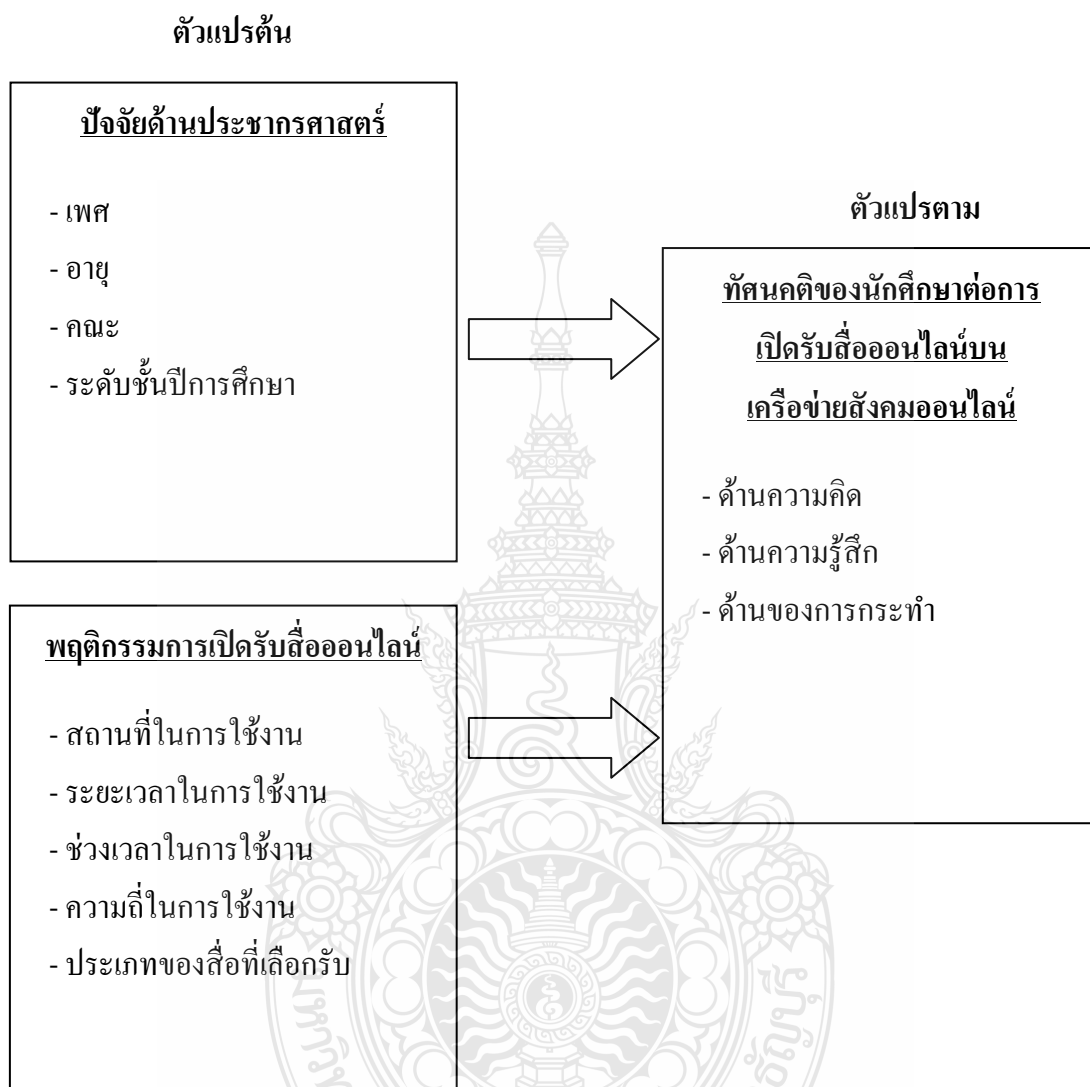 ตัวแปรต้น
ปัจจัยด้านประชากรศาสตร์
- เพศ
- อายุ
- คณะ
- ระดับชั้นปีการศึกษา
พฤติกรรมการเปิดรับสื่อออนไลน์
- สถานที่ในการใช้งาน
- ระยะเวลาในการใช้งาน
- ช่วงเวลาในการใช้งาน
- ความถี่ในการใช้งาน
- ประเภทของสื่อที่เลือกรับ
ตัวแปรตาม
ทัศนคติของนักศึกษาต่อการ
เปิดรับสื่อออนไลน์บน
เครือข่ายสังคมออนไลน์
- ด้านความคิด
- ด้านความรู้สึก
- ด้านของการกระทำ